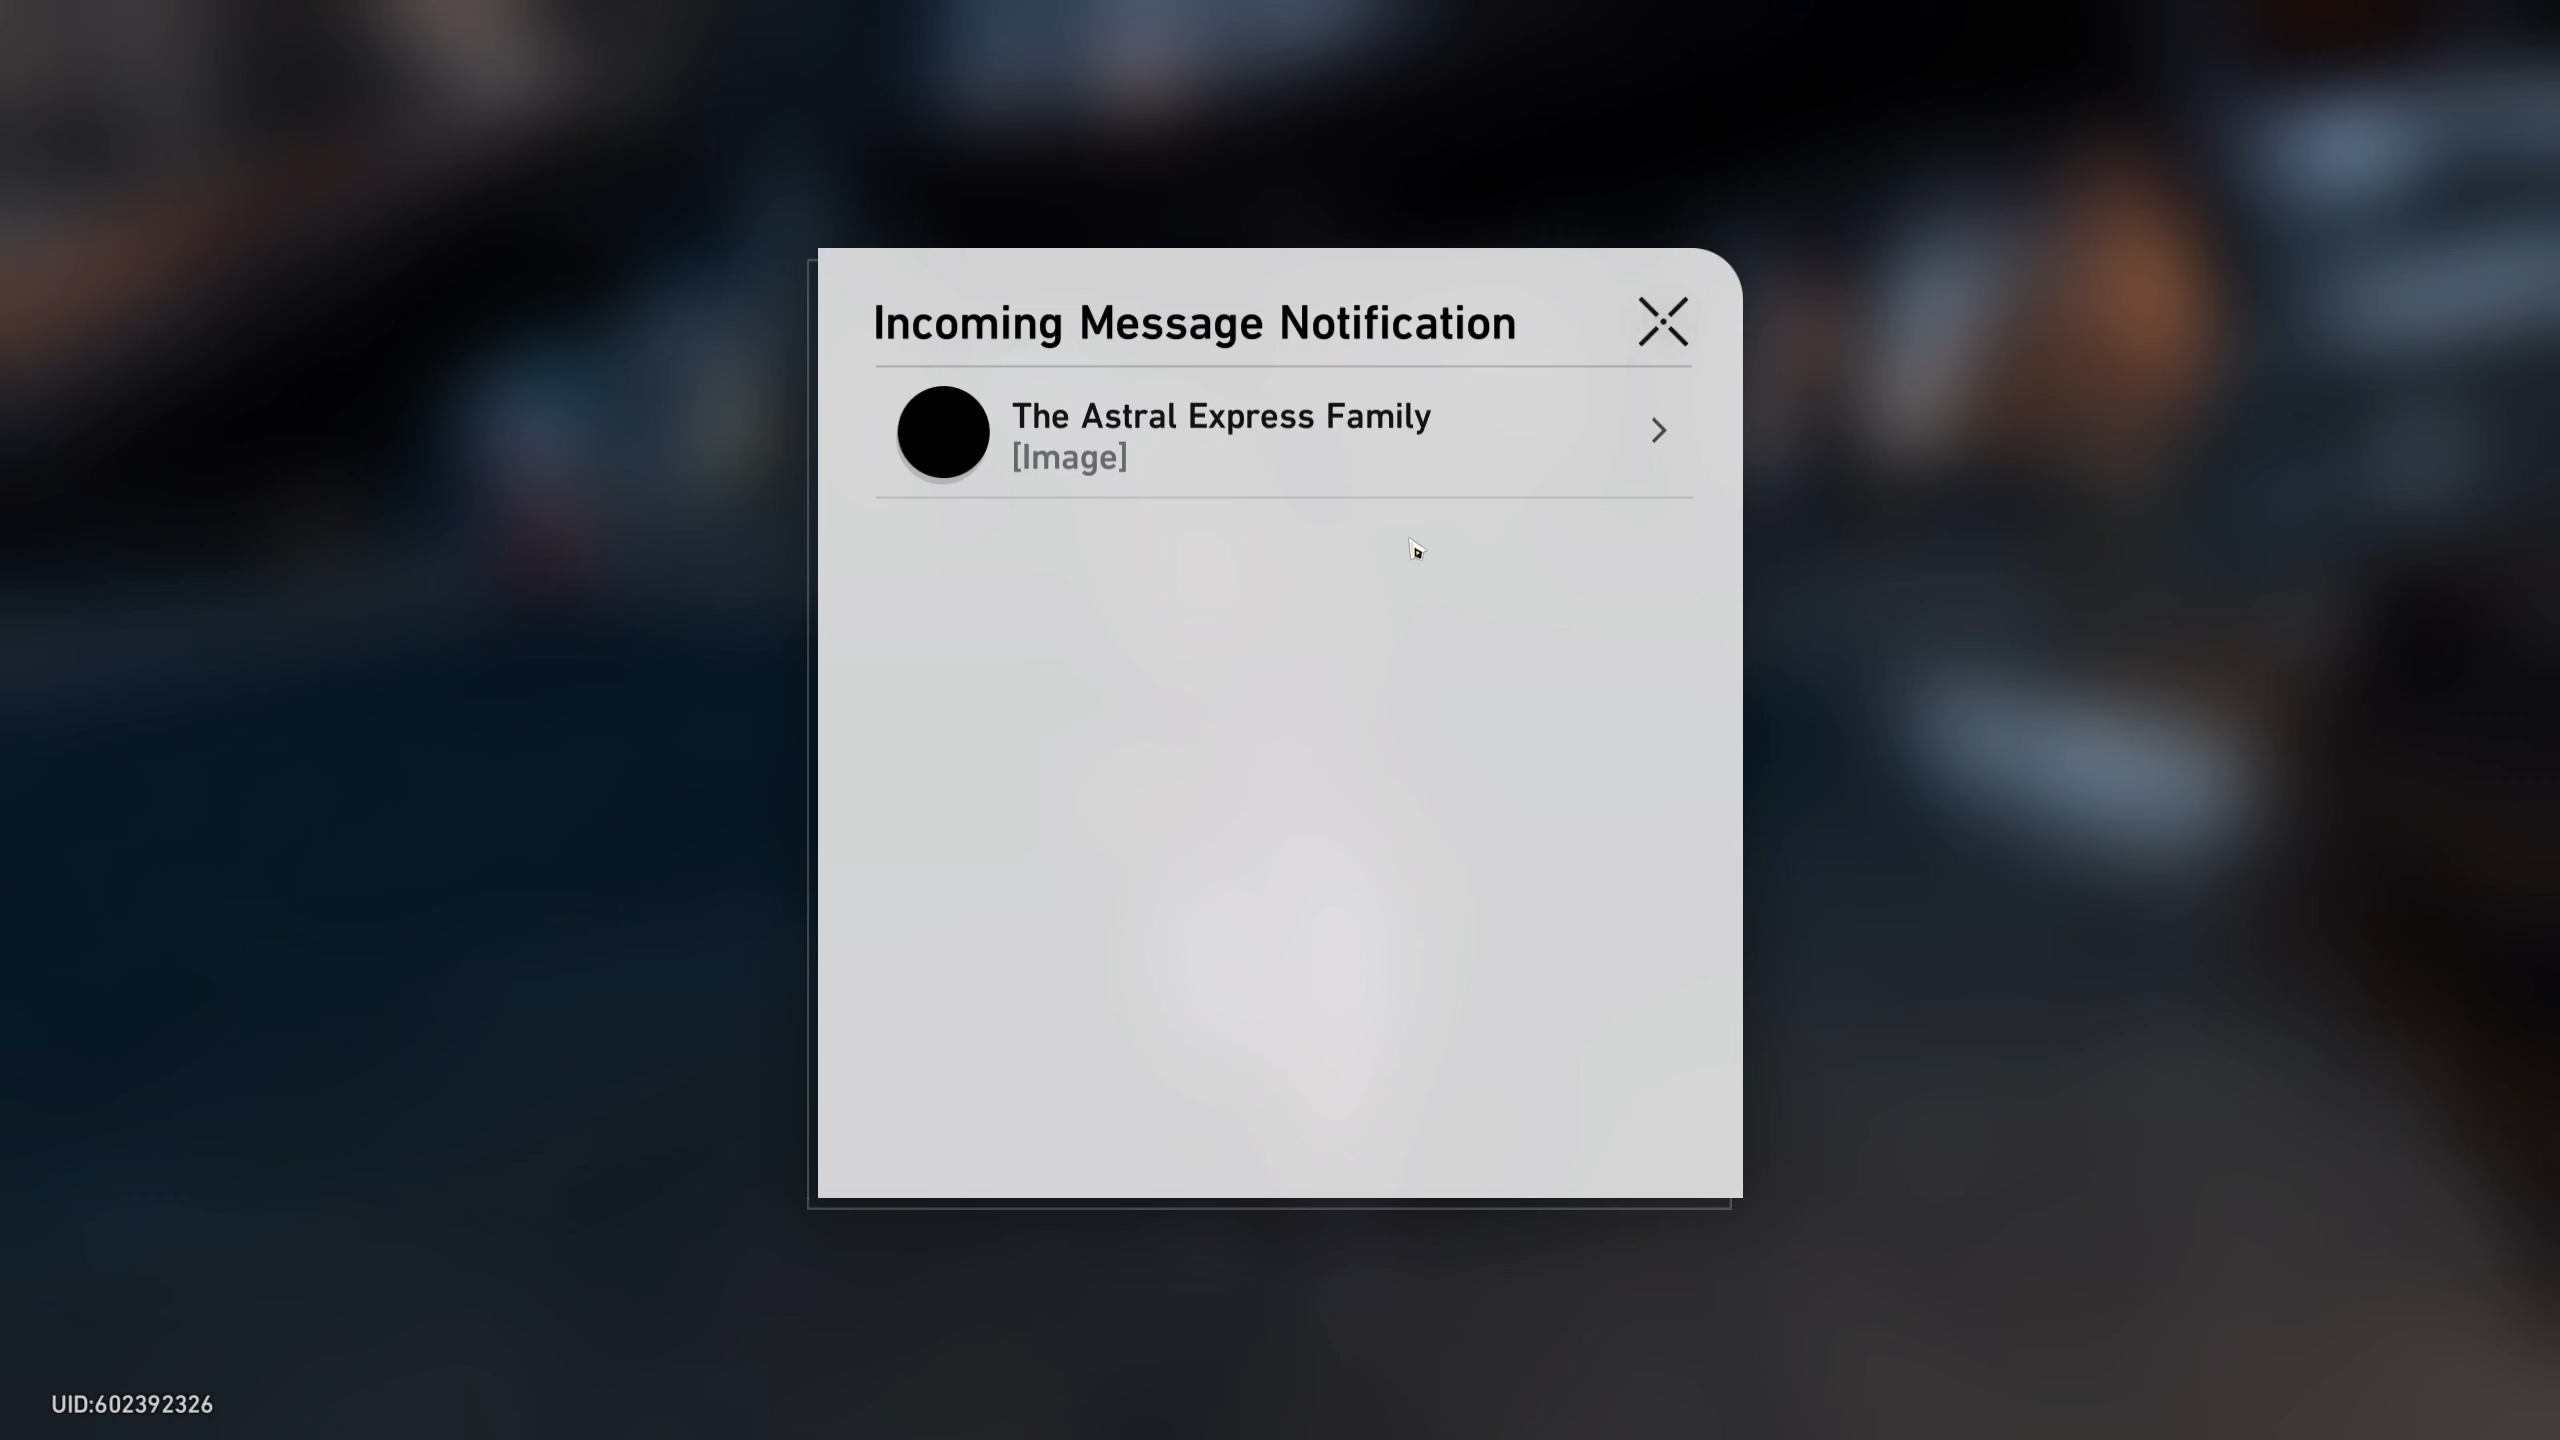 Incoming Message Notification
The Astral Express Family
[Image]
UID:602392326